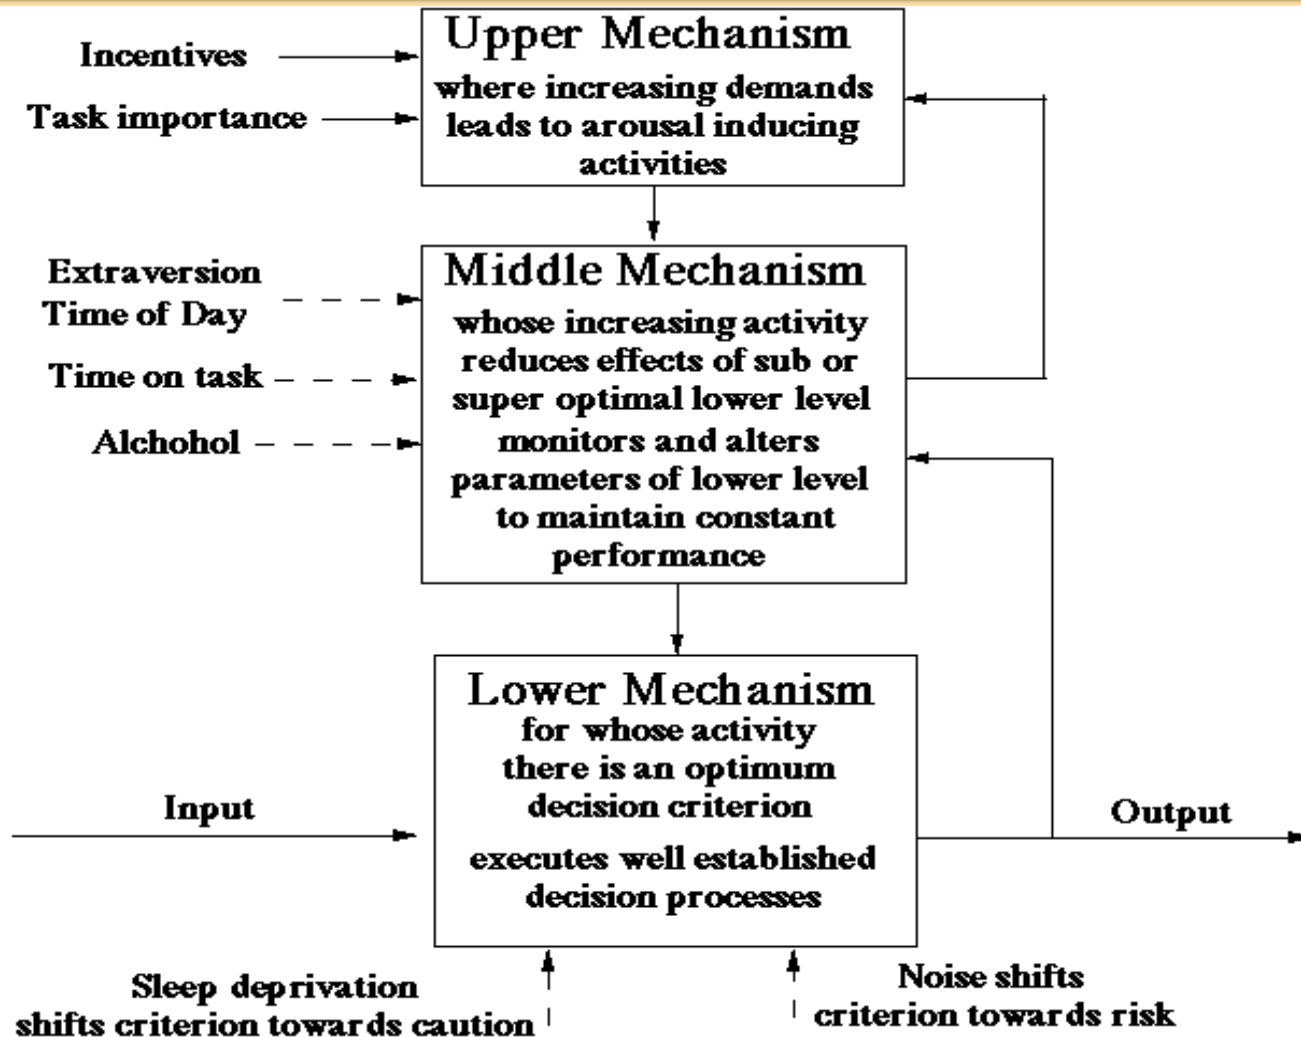 Upper Mechanism
Incentives
where increasing demands
Task importance
leads to arousal inducing
activities
Middle Mechanism
Extraversion
Time of Day
whose increasing activity
reduces effects of sub or
Time on task
super optimal lower level
Alchohol
monitors and alters
parameters of lower level
to maintain constant
performance
Lower Mechanism
for whose activity
there is an optimum
decision criterion
Input
Output
executes well established
decision processes
Sleep deprivation
shifts criterion towards caution
Noise shifts
criterion towards risk